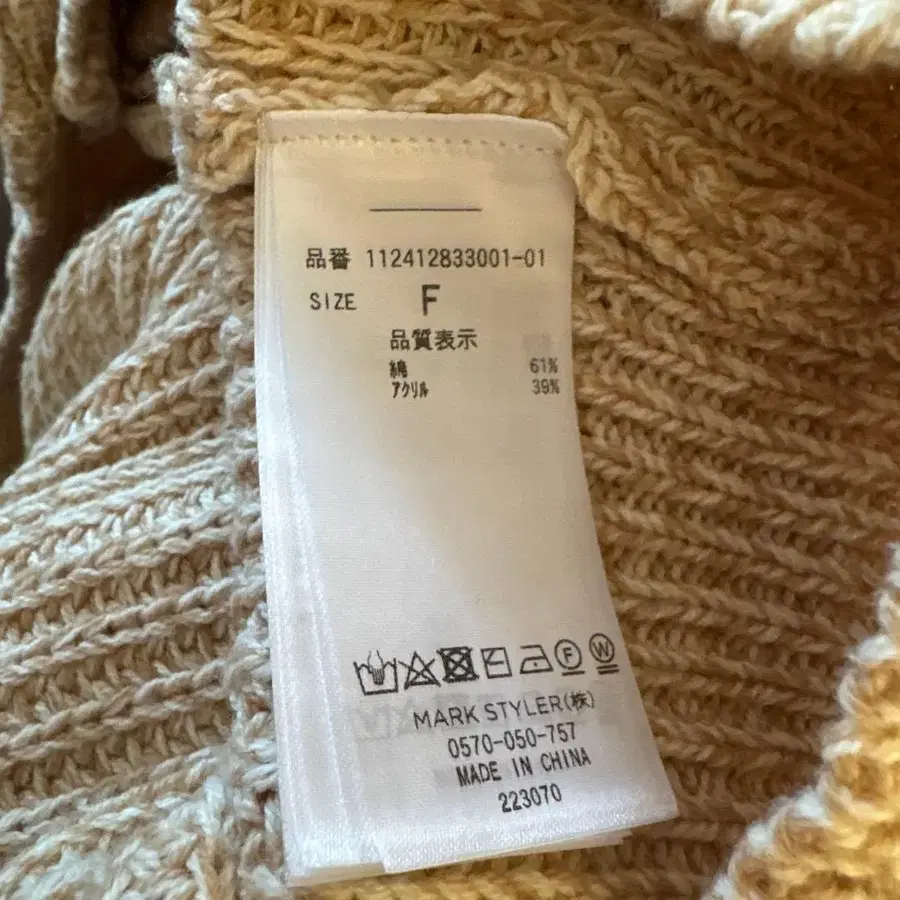 品番 112412833001-01
SIZE F
品質表示
綿 61%
アクリル 39%
F W
MARK STYLER(株)
0570-050-757
MADE IN CHINA
223070